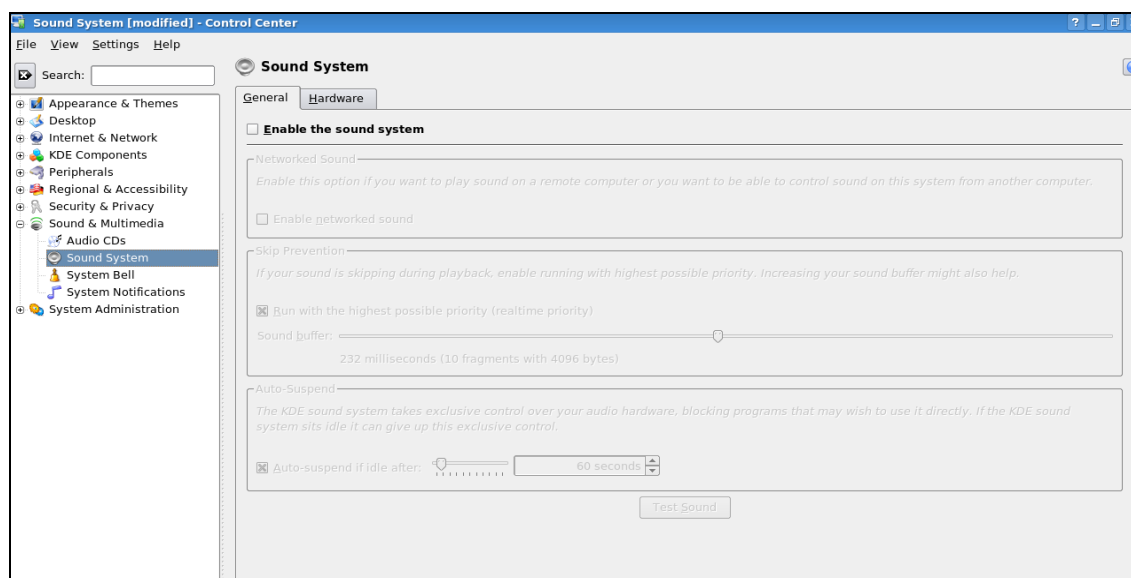 Sound System [modified] - Control Center
File View Settings Help
Search:
Appearance & Themes
Desktop
Internet & Network
KDE Components
Peripherals
Regional & Accessibility
Security & Privacy
Sound & Multimedia
Audio CDs
Sound System
System Bell
System Notifications
System Administration
Sound System
General Hardware
Enable the sound system
Networked Sound
Enable this option if you want to play sound on a remote computer or you want to be able to control sound on this system from another computer.
Enable networked sound
Skip Prevention
If your sound is skipping during playback, enable running with highest possible priority. Increasing your sound buffer might also help.
Run with the highest possible priority (realtime priority)
Sound buffer:
232 milliseconds (10 fragments with 4096 bytes)
Auto-Suspend
The KDE sound system takes exclusive control over your audio hardware, blocking programs that may wish to use it directly. If the KDE sound
system sits idle it can give up this exclusive control.
Auto-suspend if idle after: 60 seconds
Test Sound